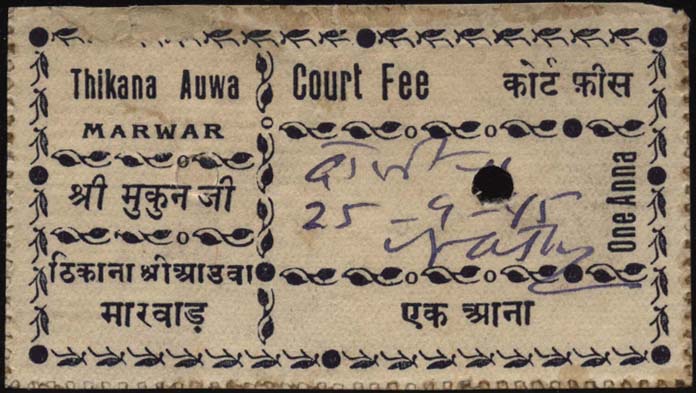 Thikana Auwa
MARWAR
श्री मुकुन जी
ठिकाना श्री आउवा
मारवाड़
Court Fee कोर्ट फ़ीस
25-9-45
One Anna
एक आना